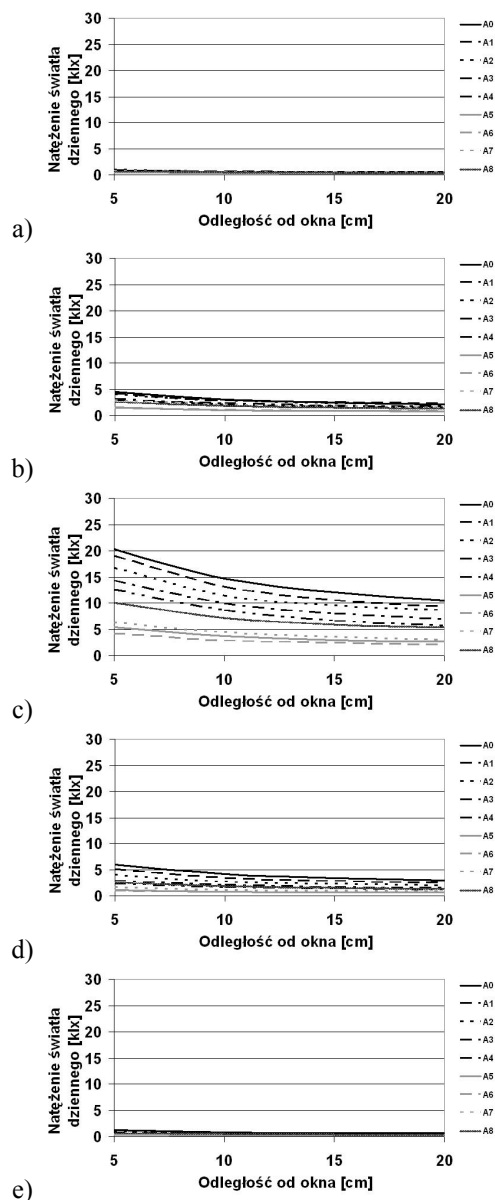 Natężenie światła
dziennego [klx]
30
25
20
15
10
5
0
5 10 15 20
Odległość od okna [cm]
A0
A1
A2
A3
A4
A5
A6
A7
A8
a)
Natężenie światła
dziennego [klx]
30
25
20
15
10
5
0
5 10 15 20
Odległość od okna [cm]
A0
A1
A2
A3
A4
A5
A6
A7
A8
b)
Natężenie światła
dziennego [klx]
30
25
20
15
10
5
0
5 10 15 20
Odległość od okna [cm]
A0
A1
A2
A3
A4
A5
A6
A7
A8
c)
Natężenie światła
dziennego [klx]
30
25
20
15
10
5
0
5 10 15 20
Odległość od okna [cm]
A0
A1
A2
A3
A4
A5
A6
A7
A8
d)
Natężenie światła
dziennego [klx]
30
25
20
15
10
5
0
5 10 15 20
Odległość od okna [cm]
A0
A1
A2
A3
A4
A5
A6
A7
A8
e)